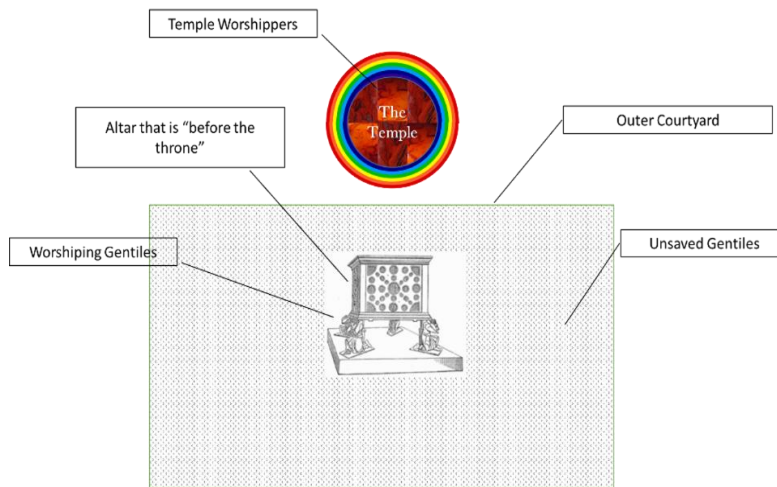 Temple Worshippers
The
Temple
Altar that is “before the
throne”
Outer Courtyard
Worshiping Gentiles
Unsaved Gentiles